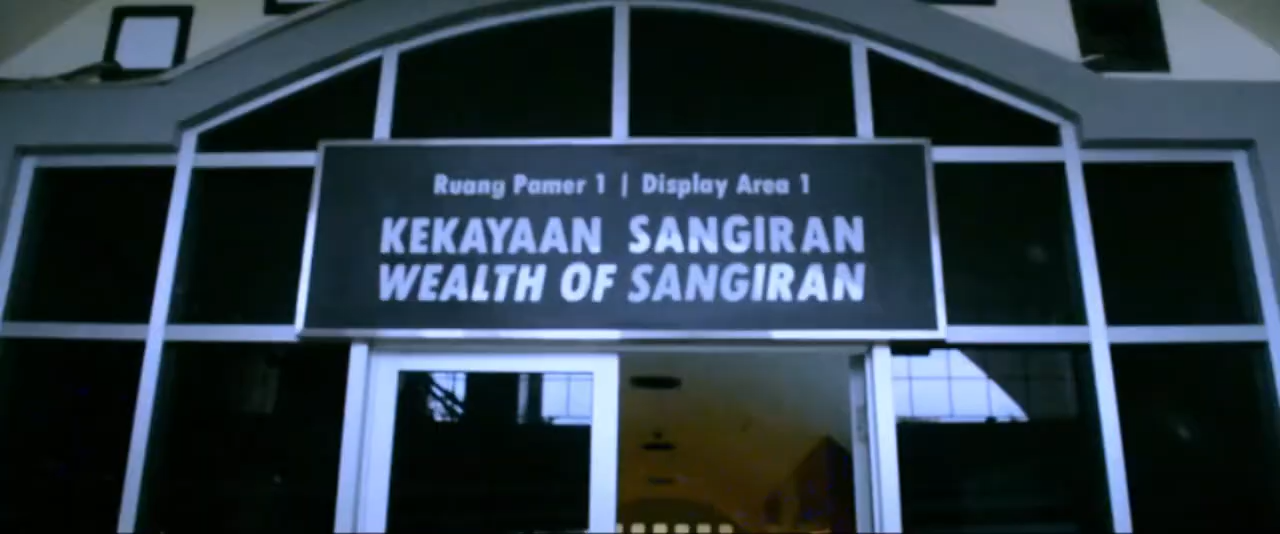 Ruang Pamer 1 | Display Area 1
KEKAYAAN SANGIRAN
WEALTH OF SANGIRAN